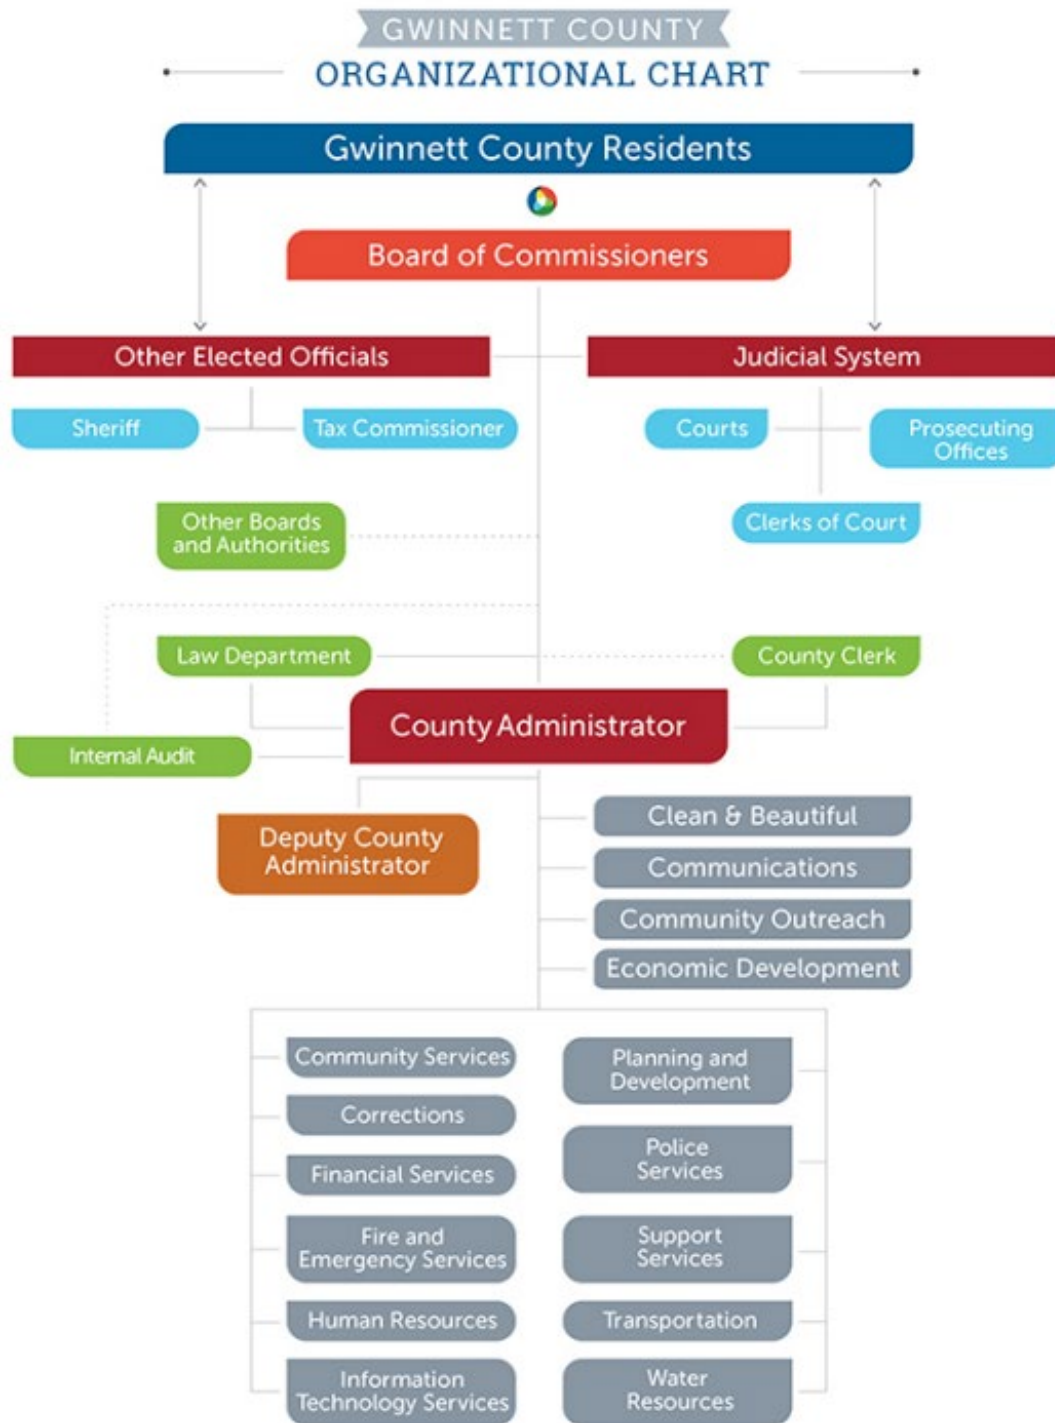 GWINNETT COUNTY
ORGANIZATIONAL CHART
Gwinnett County Residents
Board of Commissioners
Other Elected Officials
Judicial System
Sheriff
Tax Commissioner
Courts
Prosecuting
Offices
Clerks of Court
Other Boards
and Authorities
Law Department
County Clerk
County Administrator
Internal Audit
Deputy County
Administrator
Clean & Beautiful
Communications
Community Outreach
Economic Development
Community Services
Corrections
Financial Services
Fire and
Emergency Services
Human Resources
Information
Technology Services
Planning and
Development
Police
Services
Support
Services
Transportation
Water
Resources